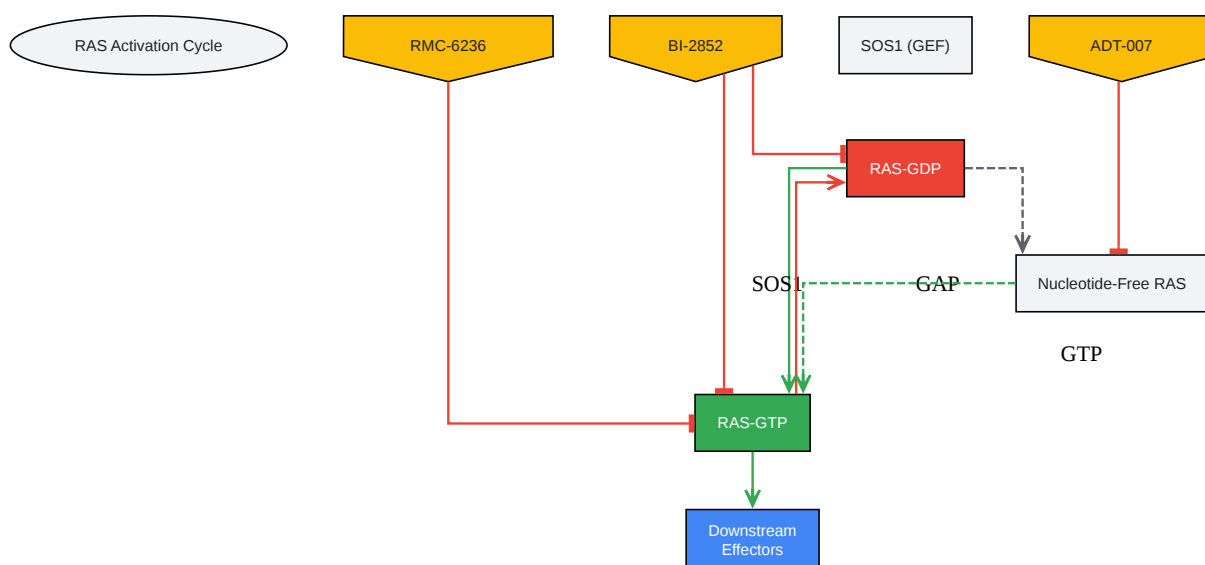 RAS Activation Cycle
RMC-6236
BI-2852
SOS1 (GEF)
ADT-007
RAS-GDP
SOS1
GAP
Nucleotide-Free RAS
GTP
RAS-GTP
Downstream
Effectors